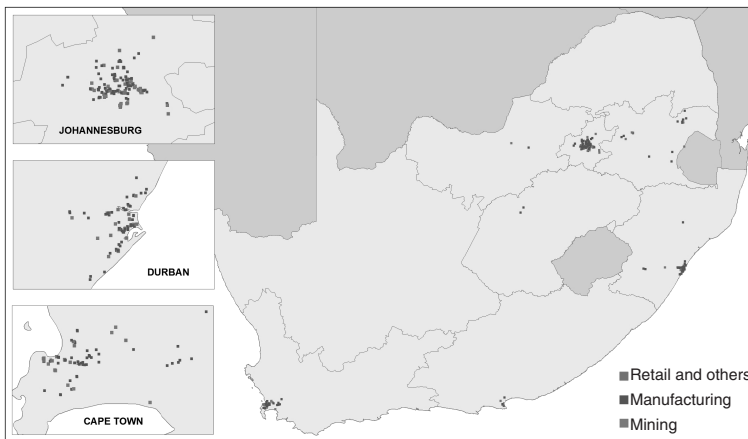 JOHANNESBURG
DURBAN
CAPE TOWN
Retail and others
Manufacturing
Mining